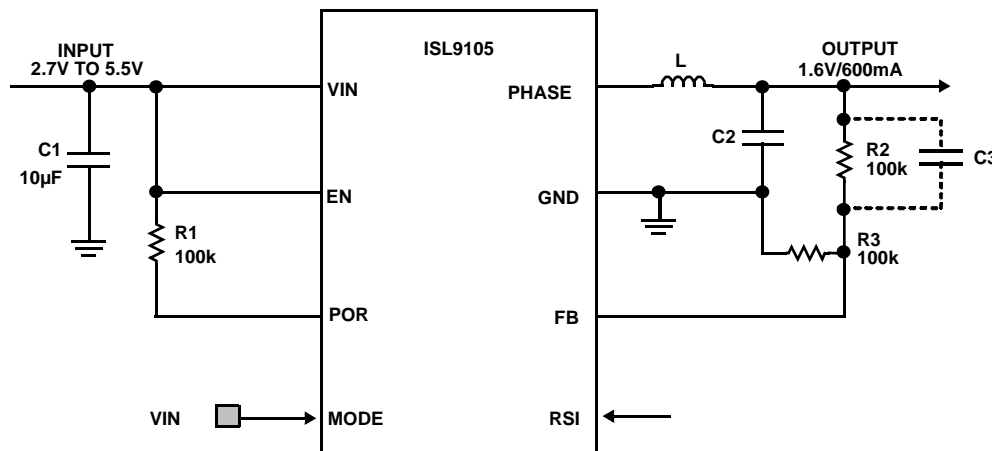 ISL9105
INPUT
2.7V TO 5.5V
OUTPUT
1.6V/600mA
L
VIN
PHASE
C1
10µF
C2
R2
100k
C3
EN
GND
R1
100k
R3
100k
POR
FB
VIN
MODE
RSI